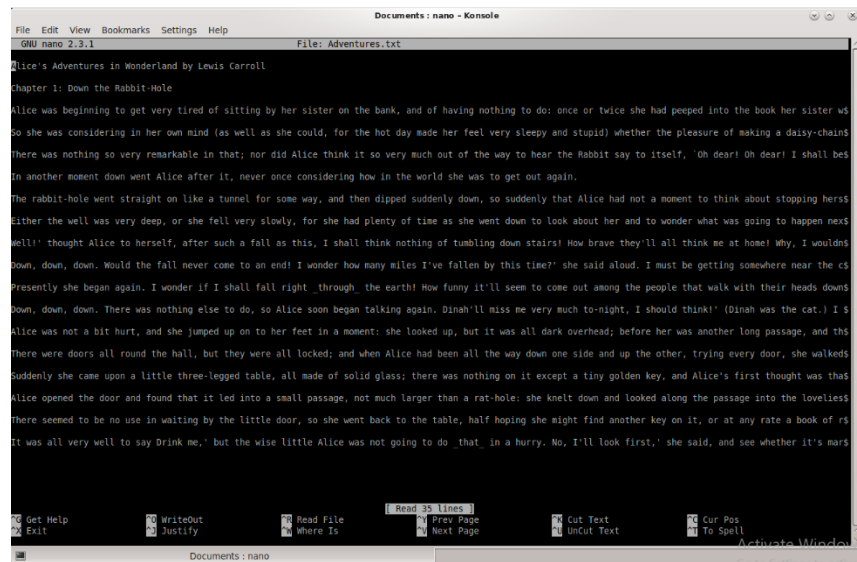 Documents : nano – Konsole
File Edit View Bookmarks Settings Help
GNU nano 2.3.1 File: Adventures.txt
Alice's Adventures in Wonderland by Lewis Carroll
Chapter 1: Down the Rabbit-Hole
Alice was beginning to get very tired of sitting by her sister on the bank, and of having nothing to do: once or twice she had peeped into the book her sister w$
So she was considering in her own mind (as well as she could, for the hot day made her feel very sleepy and stupid) whether the pleasure of making a daisy-chain$
There was nothing so very remarkable in that; nor did Alice think it so very much out of the way to hear the Rabbit say to itself, `Oh dear! Oh dear! I shall be$
In another moment down went Alice after it, never once considering how in the world she was to get out again.
The rabbit-hole went straight on like a tunnel for some way, and then dipped suddenly down, so suddenly that Alice had not a moment to think about stopping hers$
Either the well was very deep, or she fell very slowly, for she had plenty of time as she went down to look about her and to wonder what was going to happen nex$
Well!' thought Alice to herself, after such a fall as this, I shall think nothing of tumbling down stairs! How brave they'll all think me at home! Why, I wouldn$
Down, down, down. Would the fall never come to an end! I wonder how many miles I've fallen by this time?' she said aloud. I must be getting somewhere near the c$
Presently she began again. I wonder if I shall fall right _through_ the earth! How funny it'll seem to come out among the people that walk with their heads down$
Down, down, down. There was nothing else to do, so Alice soon began talking again. Dinah'll miss me very much to-night, I should think!' (Dinah was the cat.) I $
Alice was not a bit hurt, and she jumped up on to her feet in a moment: she looked up, but it was all dark overhead; before her was another long passage, and th$
There were doors all round the hall, but they were all locked; and when Alice had been all the way down one side and up the other, trying every door, she walked$
Suddenly she came upon a little three-legged table, all made of solid glass; there was nothing on it except a tiny golden key, and Alice's first thought was tha$
Alice opened the door and found that it led into a small passage, not much larger than a rat-hole: she knelt down and looked along the passage into the lovelies$
There seemed to be no use in waiting by the little door, so she went back to the table, half hoping she might find another key on it, or at any rate a book of r$
It was all very well to say Drink me,' but the wise little Alice was not going to do _that_ in a hurry. No, I'll look first,' she said, and see whether it's mar$
[ Read 35 lines ]
^G Get Help ^O WriteOut ^R Read File ^Y Prev Page ^K Cut Text ^C Cur Pos
^X Exit ^J Justify ^W Where Is ^V Next Page ^U UnCut Text ^T To Spell
Activate Window
Documents : nano